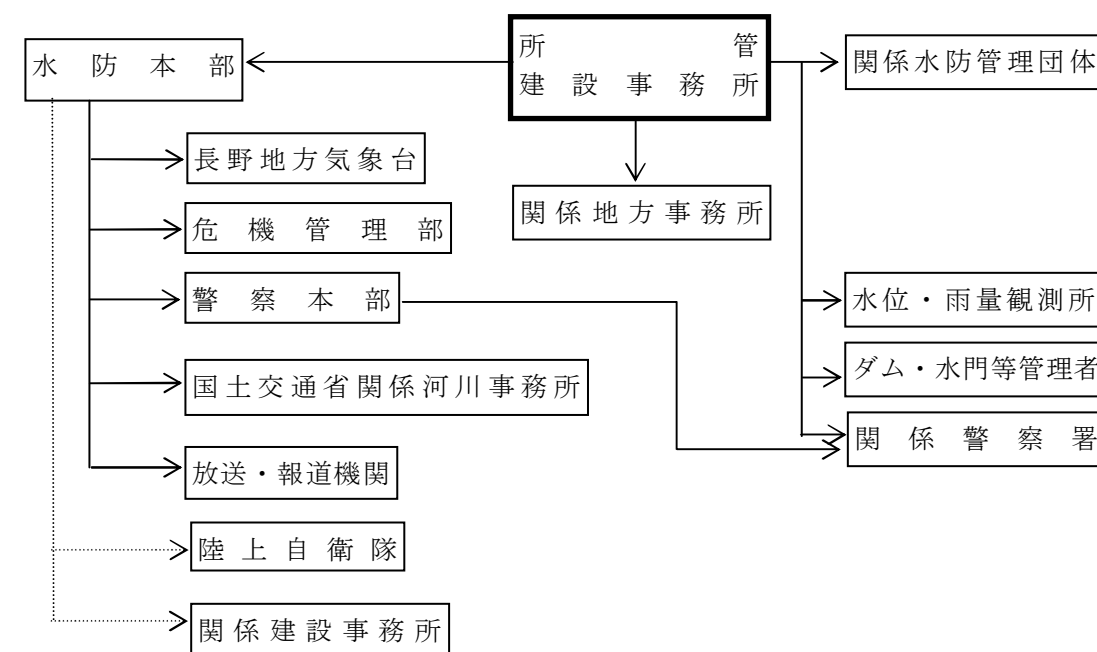 水防本部
所管
建設事務所
関係水防管理団体
長野地方気象台
関係地方事務所
危機管理部
警察本部
水位・雨量観測所
国土交通省関係河川事務所
ダム・水門等管理者
関係警察署
放送・報道機関
陸上自衛隊
関係建設事務所